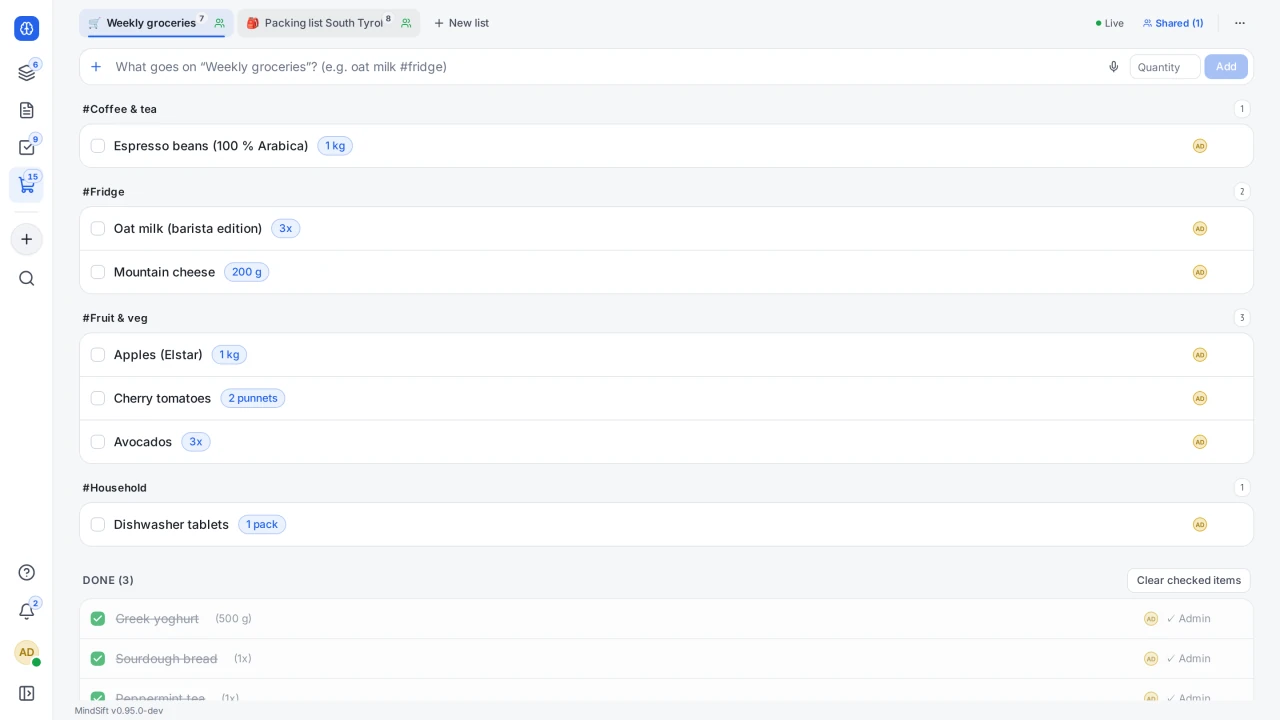 Weekly groceries 7
Packing list South Tyrol 8
New list
Live
Shared (1)
6
9
15
What goes on “Weekly groceries”? (e.g. oat milk #fridge)
Quantity
Add
#Coffee & tea
1
Espresso beans (100 % Arabica) 1 kg
AD
#Fridge
2
Oat milk (barista edition) 3x
AD
Mountain cheese 200 g
AD
#Fruit & veg
3
Apples (Elstar) 1 kg
AD
Cherry tomatoes 2 punnets
AD
Avocados 3x
AD
#Household
1
Dishwasher tablets 1 pack
AD
DONE (3)
Clear checked items
Greek yoghurt (500 g)
AD ✓ Admin
Sourdough bread (1x)
AD ✓ Admin
Peppermint tea (1x)
AD ✓ Admin
2
AD
MindSift v0.95.0-dev